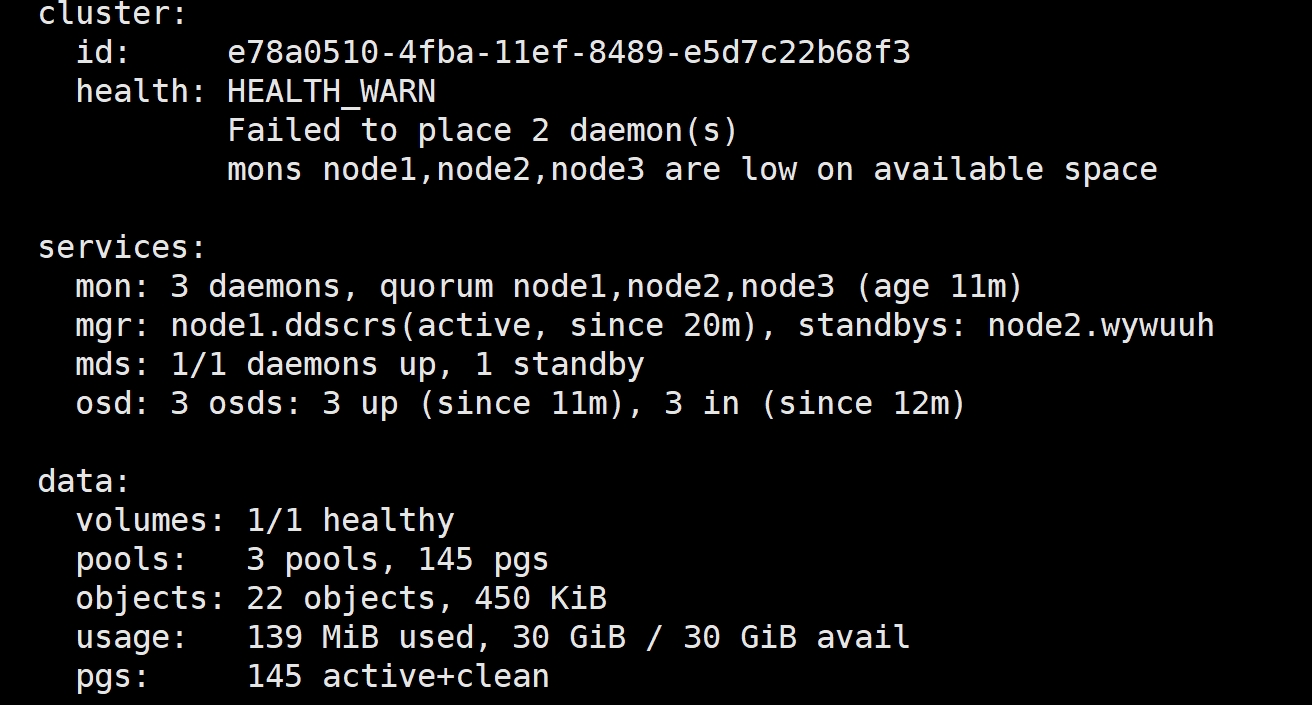 cluster:
  id:     e78a0510-4fba-11ef-8489-e5d7c22b68f3
  health: HEALTH_WARN
          Failed to place 2 daemon(s)
          mons node1,node2,node3 are low on available space

services:
  mon: 3 daemons, quorum node1,node2,node3 (age 11m)
  mgr: node1.ddscrs(active, since 20m), standbys: node2.wywuuh
  mds: 1/1 daemons up, 1 standby
  osd: 3 osds: 3 up (since 11m), 3 in (since 12m)

data:
  volumes: 1/1 healthy
  pools:   3 pools, 145 pgs
  objects: 22 objects, 450 KiB
  usage:   139 MiB used, 30 GiB / 30 GiB avail
  pgs:     145 active+clean